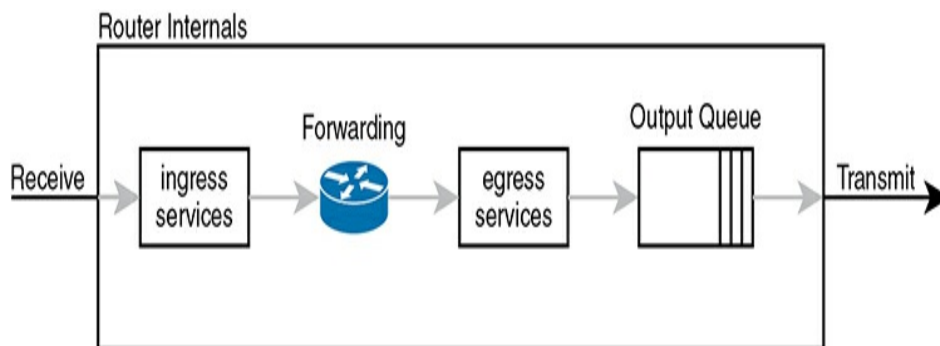 Router Internals
Receive
ingress
services
Forwarding
egress
services
Output Queue
Transmit